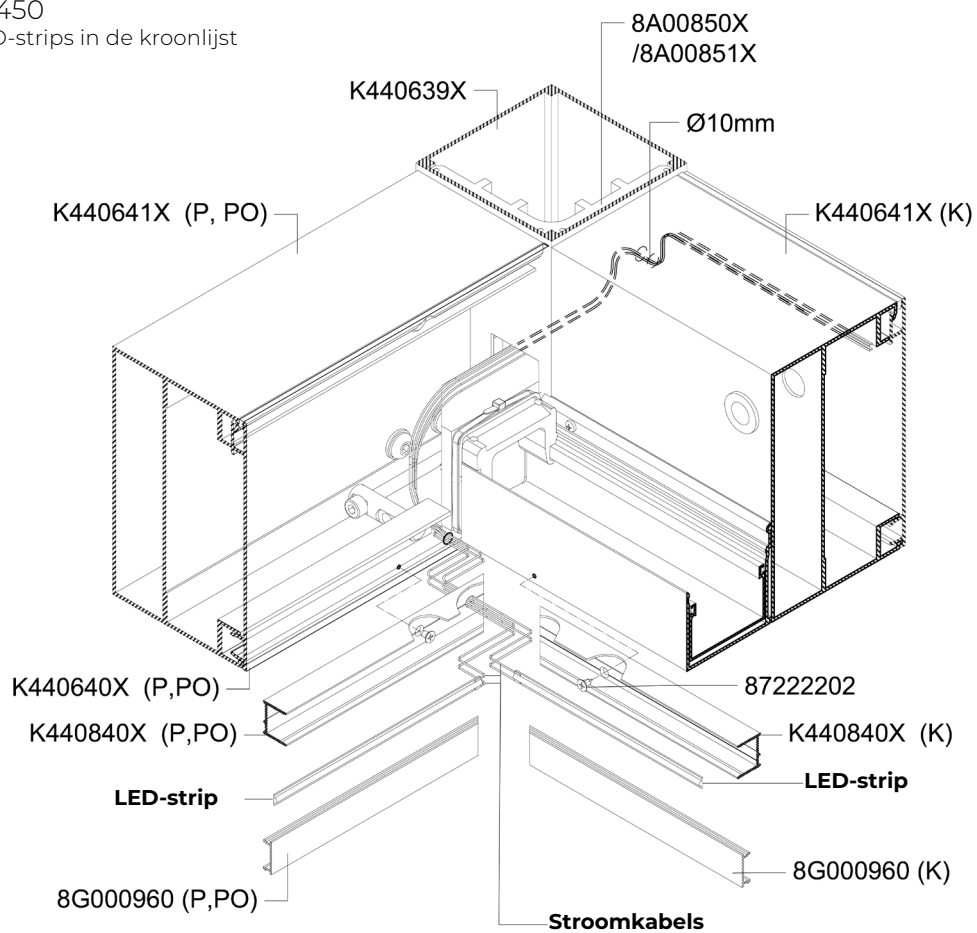 450
-strips in de kroonlijst
8A00850X
/8A00851X
K440639X
Ø10mm
K440641X (P, PO)
K440641X (K)
K440640X (P,PO)
87222202
K440840X (P,PO)
K440840X (K)
LED-strip
LED-strip
8G000960 (K)
8G000960 (P,PO)
Stroomkabels